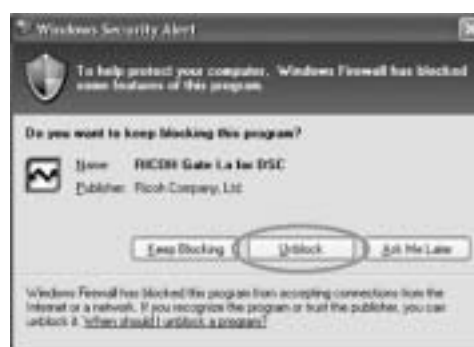 Windows Security Alert
To help protect your computer, Windows Firewall has blocked
some features of this program.
Do you want to keep blocking this program?
Name: RICOH Gate La for DSC
Publisher: Ricoh Company, Ltd.
Keep Blocking Unblock Ask Me Later
Windows Firewall has blocked this program from accepting connections from the
Internet or a network. If you recognize the program or trust the publisher, you can
unblock it. When should I unblock a program?